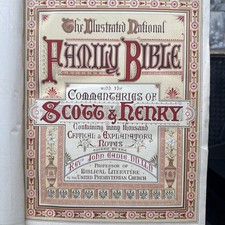 The Illustrated National
Family Bible
with the
Commentaries of
Scott & Henry
Containing many thousand
Critical & Explanatory
Notes
Rev. John Eadie D.D. LL.D.
Professor of
Biblical Literature
to the United Presbyterian Church